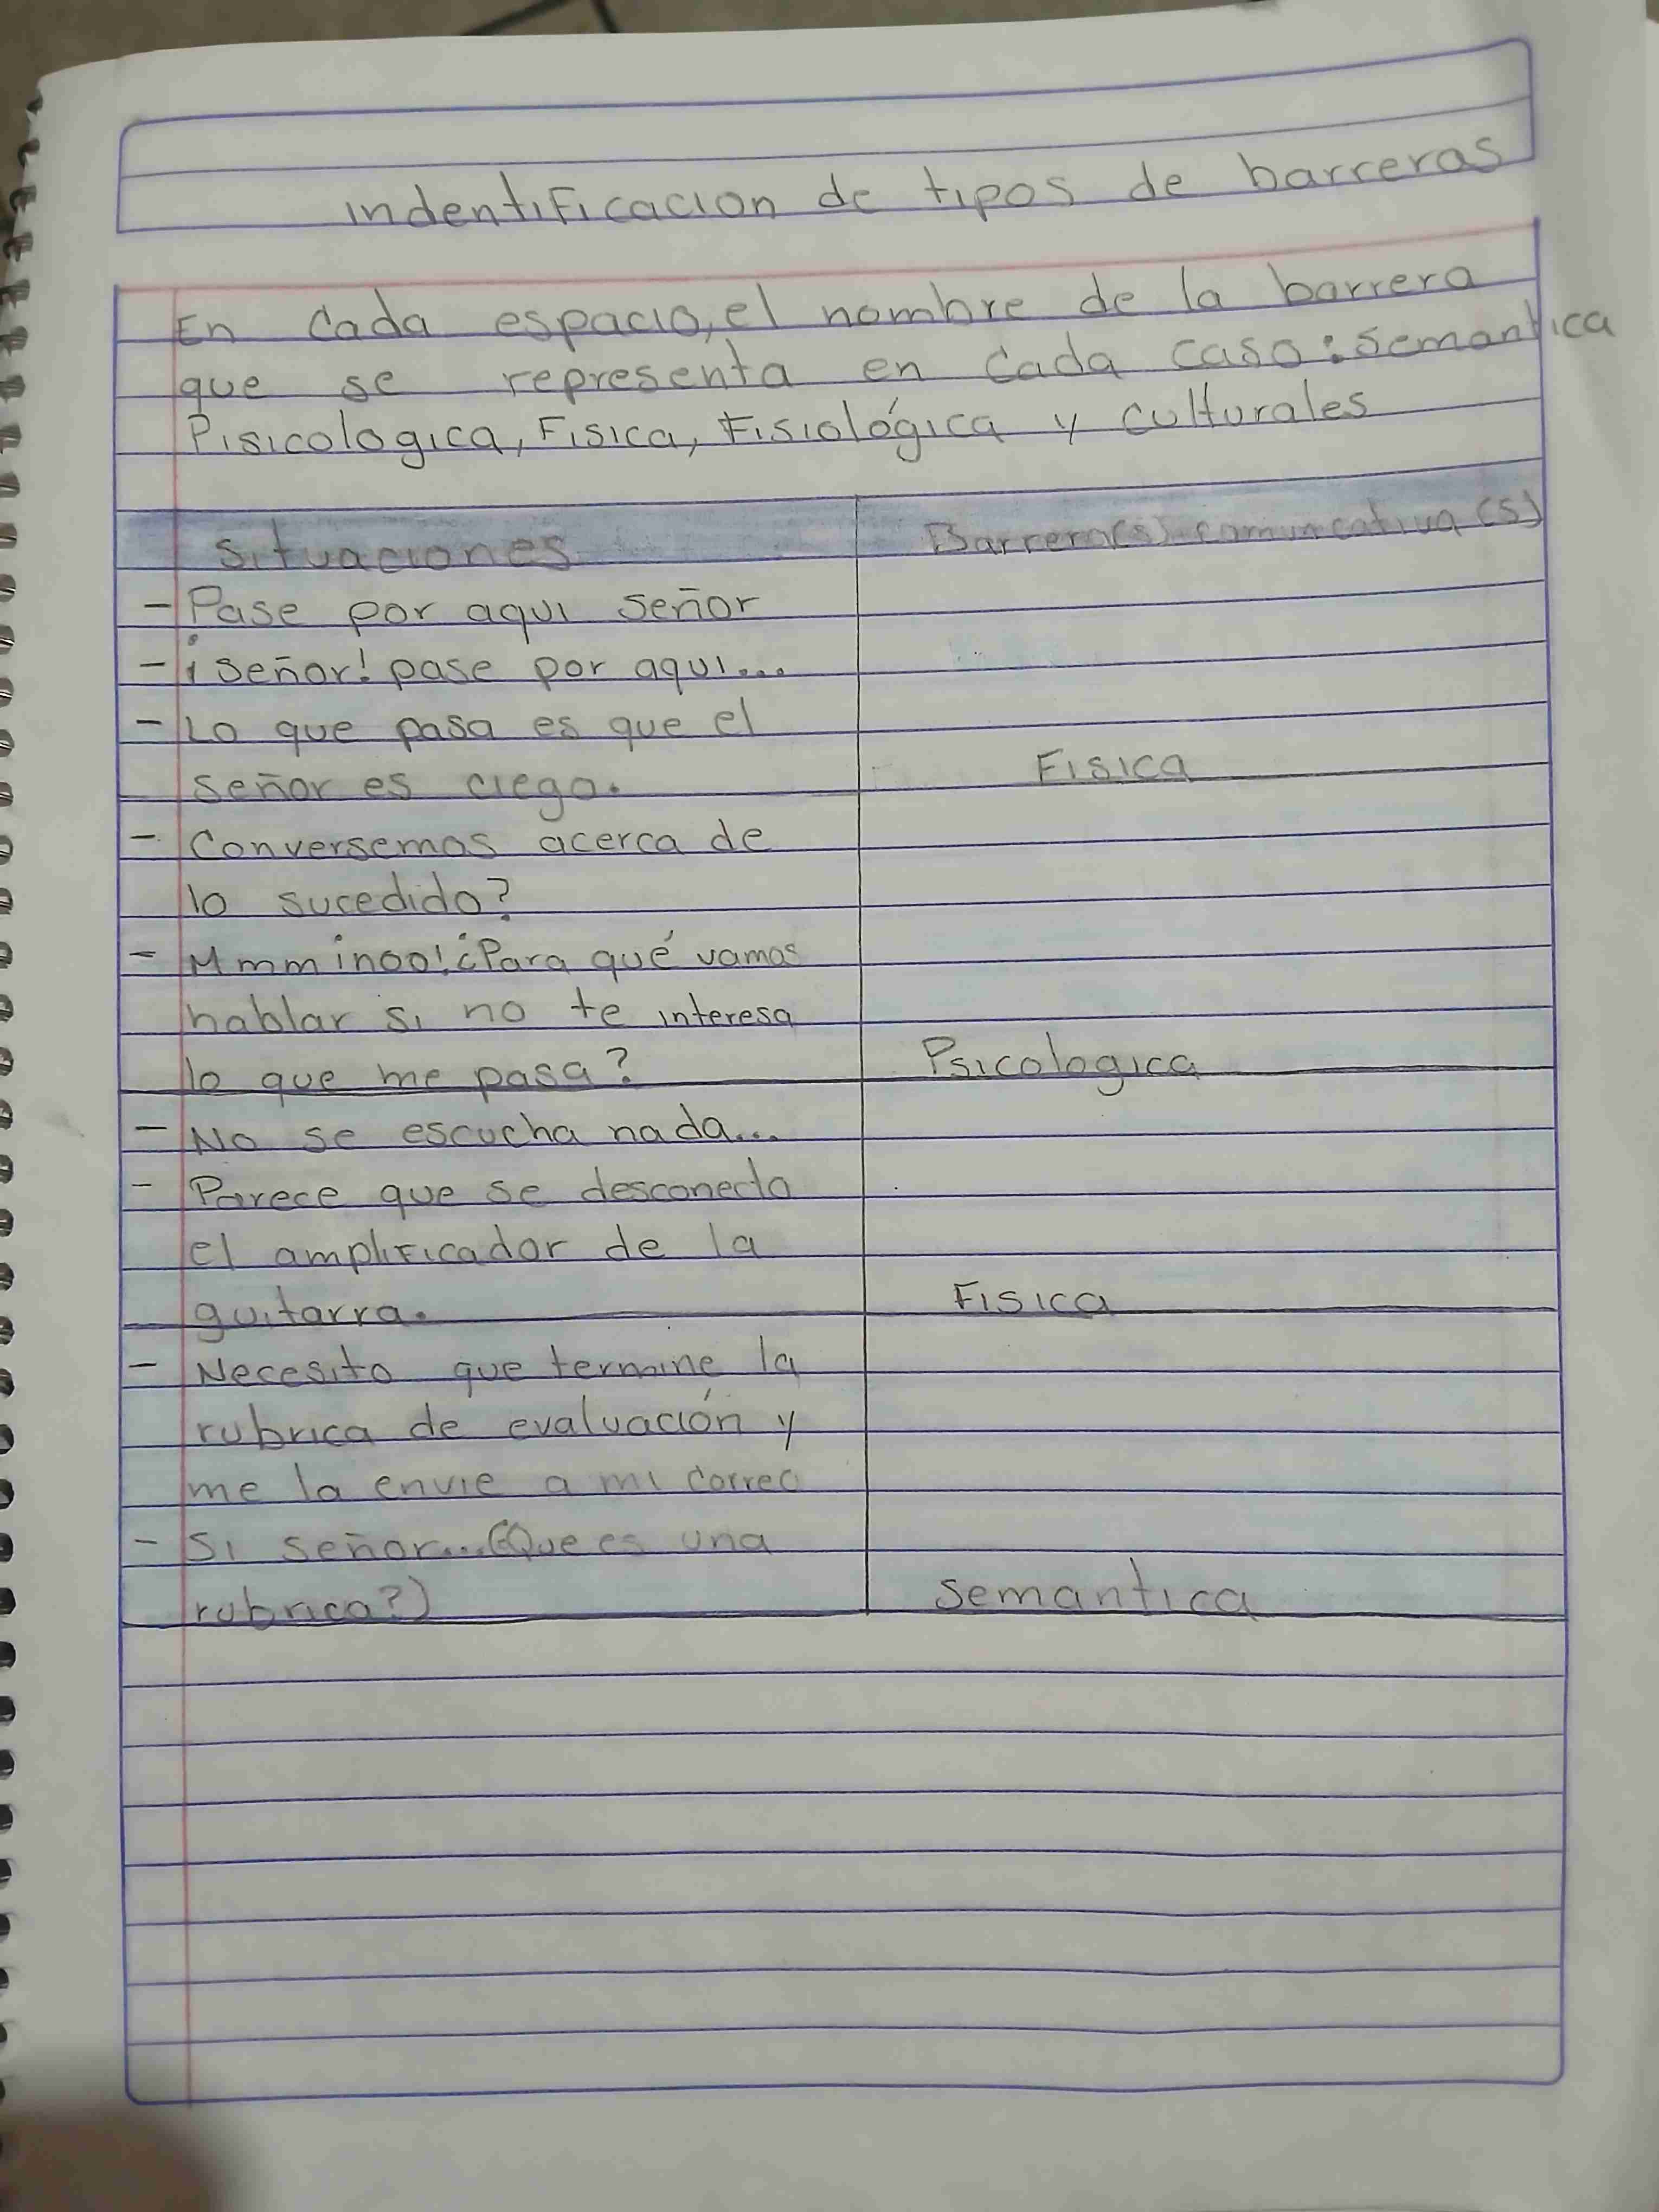 indentificacion de tipos de barreras
En cada espacio, el nombre de la barrera
que se representa en cada caso: semantica
Pisicologica, Fisica, Fisiológica y culturales
Situaciones Barrera(s) comunicativa(s)
- Pase por aqui señor
- ¡señor! pase por aqui...
- Lo que pasa es que el
señor es ciego. Fisica
- Conversemos acerca de
lo sucedido?
- Mmm ¡noo! ¿Para qué vamos
hablar si no te interesa
lo que me pasa? Psicologica
- No se escucha nada...
- Parece que se desconecto
el amplificador de la
guitarra. Fisica
- Necesito que termine la
rubrica de evaluación y
me la envie a mi correo
- Si señor...(Que es una
rubrica?) semantica